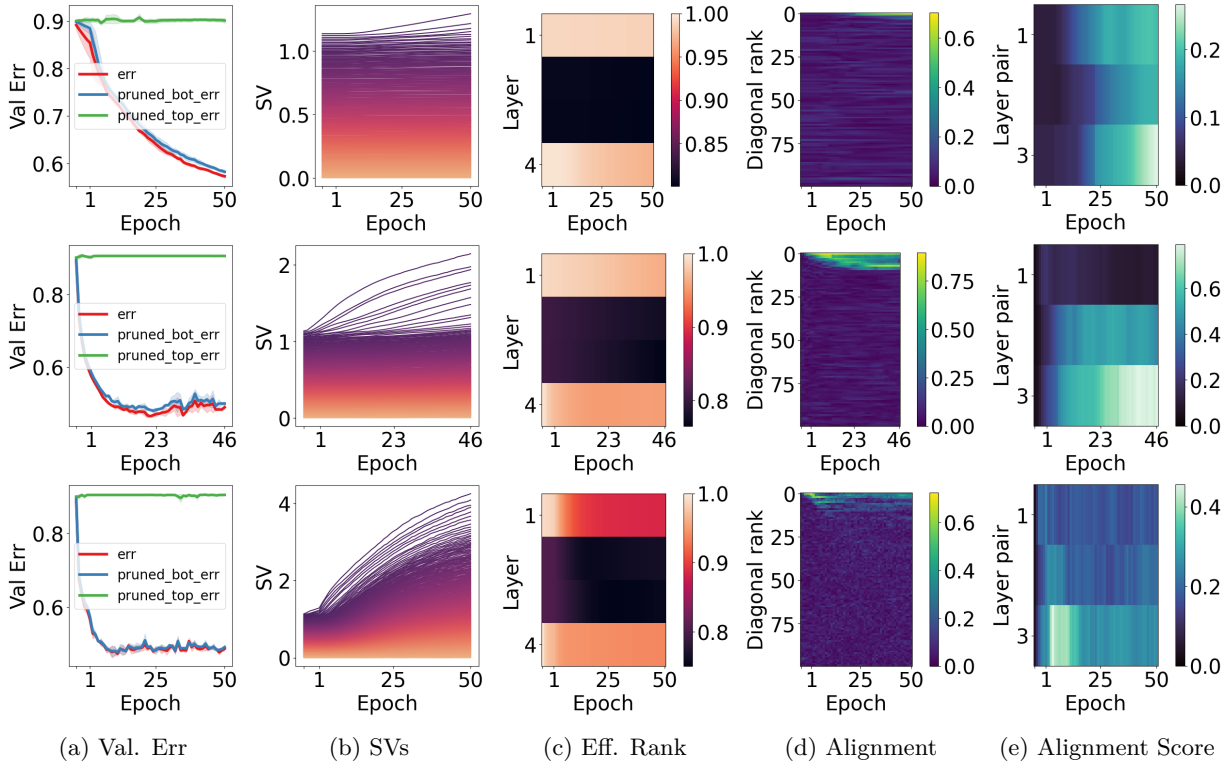 0.9
0.8
0.7
0.6
Val Err
err
pruned_bot_err
pruned_top_err
1 25 50
Epoch
1.0
0.5
0.0
SV
1 25 50
Epoch
1
4
Layer
1 25 50
Epoch
1.00
0.95
0.90
0.85
0
25
50
75
Diagonal rank
1 50
Epoch
0.6
0.4
0.2
0.0
1
3
Layer pair
1 25 50
Epoch
0.2
0.1
0.0
0.8
0.6
Val Err
err
pruned_bot_err
pruned_top_err
1 23 46
Epoch
2
1
0
SV
1 23 46
Epoch
1
4
Layer
1 23 46
Epoch
1.0
0.9
0.8
0
25
50
75
Diagonal rank
1 23 46
Epoch
0.75
0.50
0.25
0.00
1
3
Layer pair
1 23 46
Epoch
0.6
0.4
0.2
0.0
0.8
0.6
Val Err
err
pruned_bot_err
pruned_top_err
1 25 50
Epoch
4
2
0
SV
1 25 50
Epoch
1
4
Layer
1 25 50
Epoch
1.0
0.9
0.8
0
25
50
75
Diagonal rank
1 50
Epoch
0.6
0.4
0.2
0.0
1
3
Layer pair
1 25 50
Epoch
0.4
0.2
0.0
(a) Val. Err
(b) SVs
(c) Eff. Rank
(d) Alignment
(e) Alignment Score